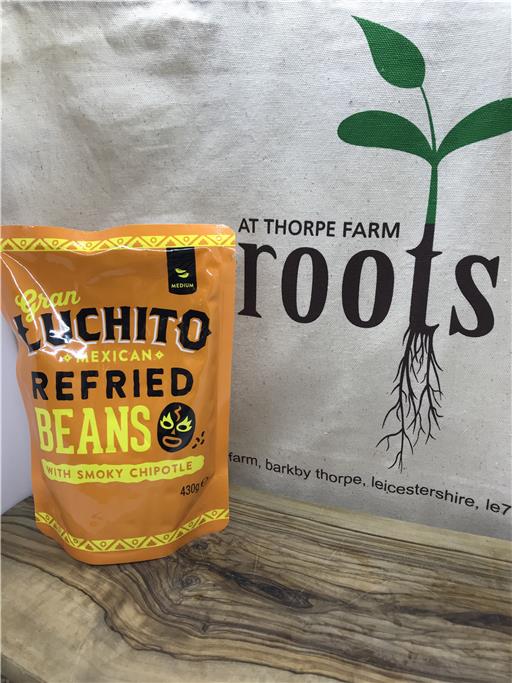 AT THORPE FARM
roots
farm, barkby thorpe, leicestershire, le7
MEDIUM
Gran
LUCHITO
MEXICAN
REFRIED
BEANS
WITH SMOKY CHIPOTLE
430g e